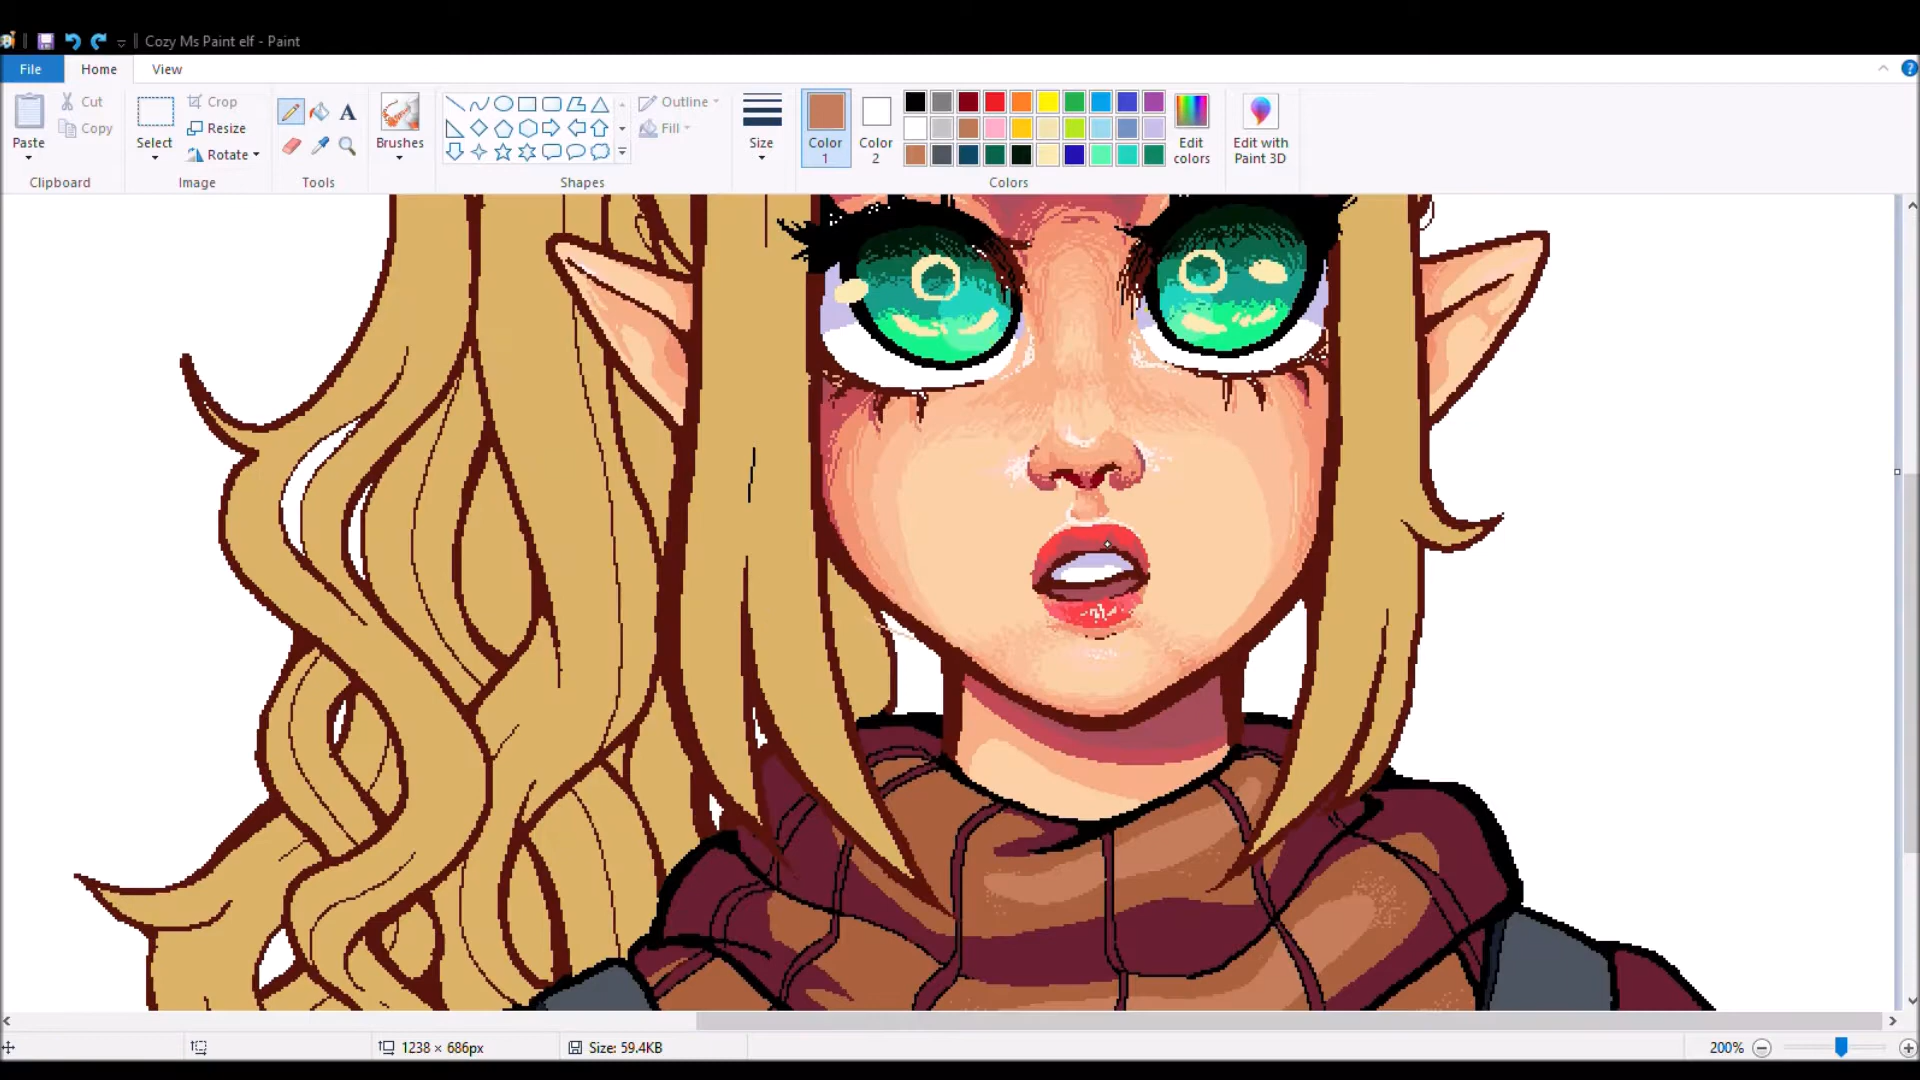 Cozy Ms Paint elf - Paint
File Home View
Paste
Cut
Copy
Clipboard
Select
Crop
Resize
Rotate
Image
A
Tools
Brushes
Shapes
Outline
Fill
Size
Color 1
Color 2
Edit colors
Colors
Edit with Paint 3D
1238 × 686px
Size: 59.4KB
200%